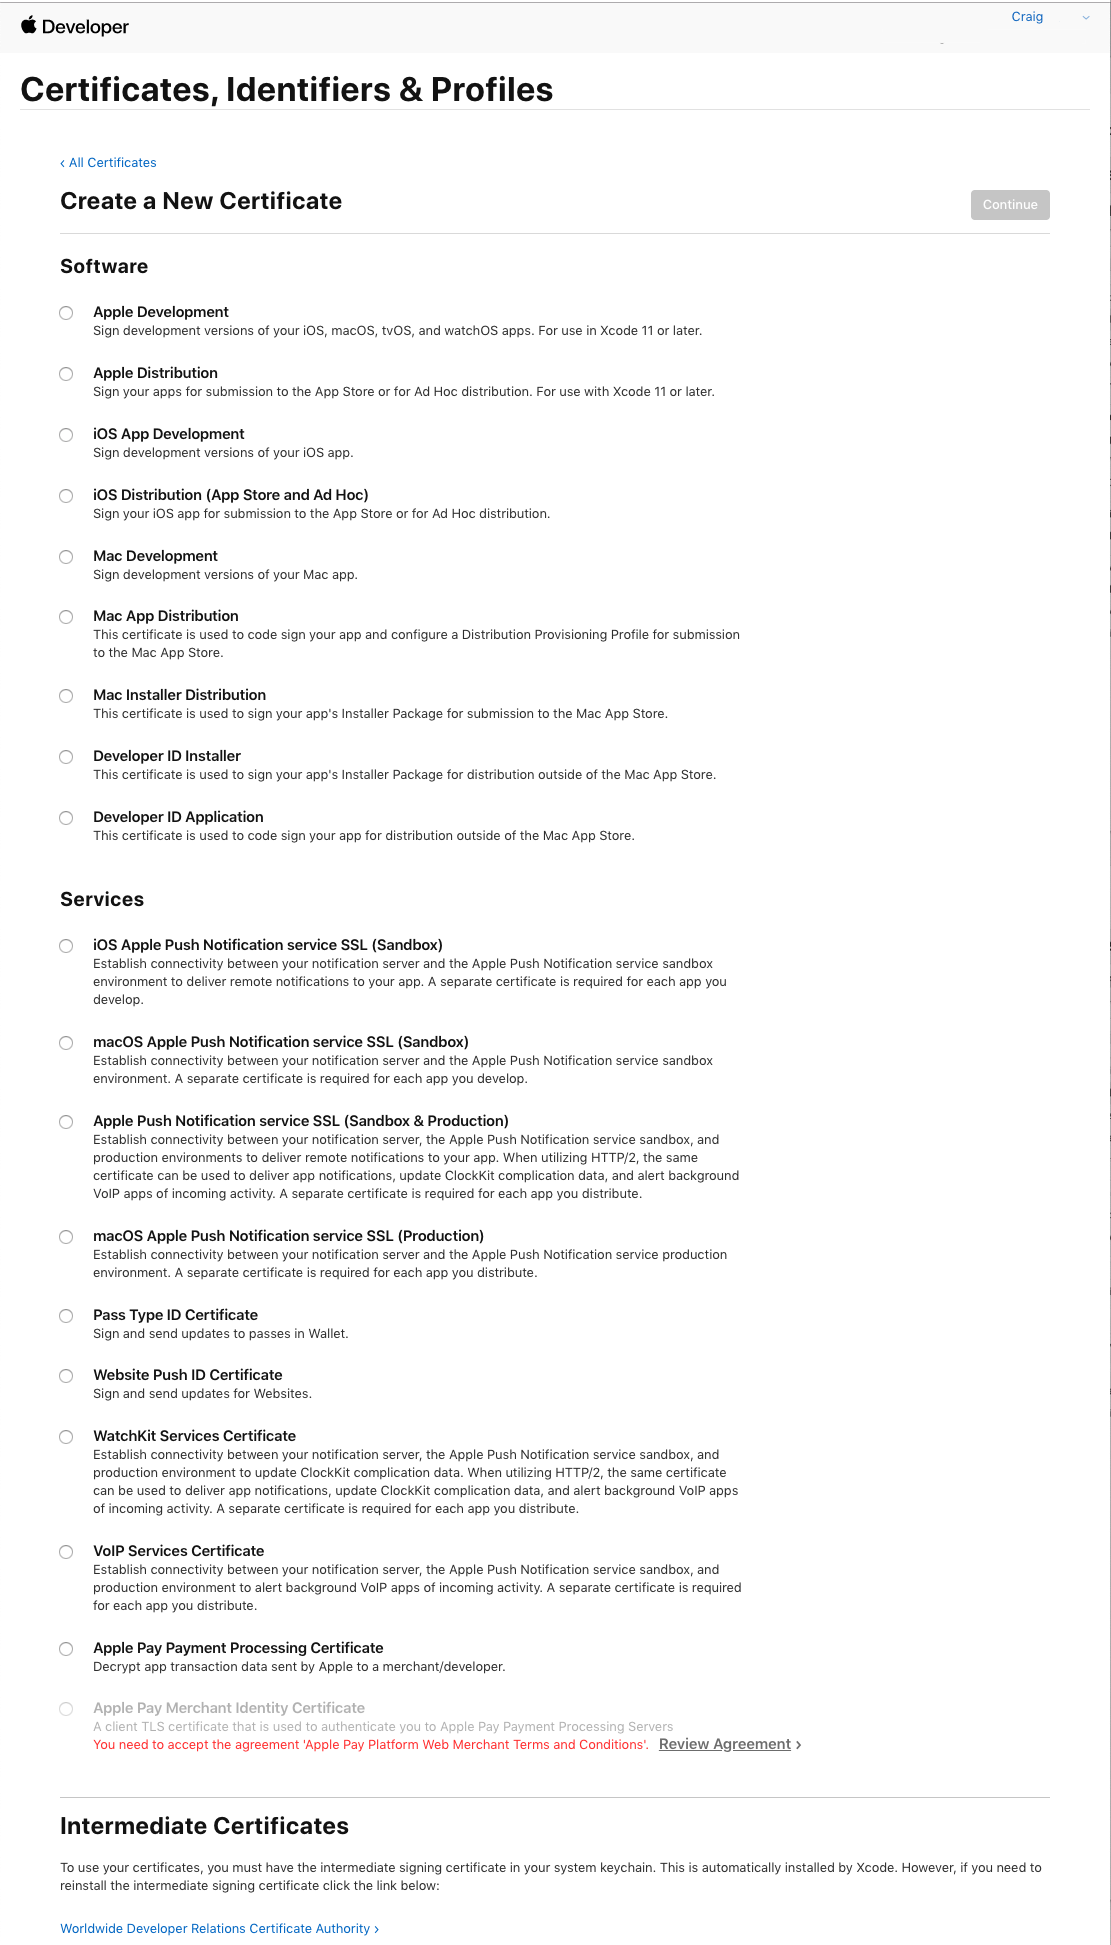 Developer
Craig
Certificates, Identifiers & Profiles
‹ All Certificates
Create a New Certificate
Continue
Software
Apple Development
Sign development versions of your iOS, macOS, tvOS, and watchOS apps. For use in Xcode 11 or later.
Apple Distribution
Sign your apps for submission to the App Store or for Ad Hoc distribution. For use with Xcode 11 or later.
iOS App Development
Sign development versions of your iOS app.
iOS Distribution (App Store and Ad Hoc)
Sign your iOS app for submission to the App Store or for Ad Hoc distribution.
Mac Development
Sign development versions of your Mac app.
Mac App Distribution
This certificate is used to code sign your app and configure a Distribution Provisioning Profile for submission
to the Mac App Store.
Mac Installer Distribution
This certificate is used to sign your app's Installer Package for submission to the Mac App Store.
Developer ID Installer
This certificate is used to sign your app's Installer Package for distribution outside of the Mac App Store.
Developer ID Application
This certificate is used to code sign your app for distribution outside of the Mac App Store.
Services
iOS Apple Push Notification service SSL (Sandbox)
Establish connectivity between your notification server and the Apple Push Notification service sandbox
environment to deliver remote notifications to your app. A separate certificate is required for each app you
develop.
macOS Apple Push Notification service SSL (Sandbox)
Establish connectivity between your notification server and the Apple Push Notification service sandbox
environment. A separate certificate is required for each app you develop.
Apple Push Notification service SSL (Sandbox & Production)
Establish connectivity between your notification server, the Apple Push Notification service sandbox, and
production environments to deliver remote notifications to your app. When utilizing HTTP/2, the same
certificate can be used to deliver app notifications, update ClockKit complication data, and alert background
VoIP apps of incoming activity. A separate certificate is required for each app you distribute.
macOS Apple Push Notification service SSL (Production)
Establish connectivity between your notification server and the Apple Push Notification service production
environment. A separate certificate is required for each app you distribute.
Pass Type ID Certificate
Sign and send updates to passes in Wallet.
Website Push ID Certificate
Sign and send updates for Websites.
WatchKit Services Certificate
Establish connectivity between your notification server, the Apple Push Notification service sandbox, and
production environment to update ClockKit complication data. When utilizing HTTP/2, the same certificate
can be used to deliver app notifications, update ClockKit complication data, and alert background VoIP apps
of incoming activity. A separate certificate is required for each app you distribute.
VoIP Services Certificate
Establish connectivity between your notification server, the Apple Push Notification service sandbox, and
production environment to alert background VoIP apps of incoming activity. A separate certificate is required
for each app you distribute.
Apple Pay Payment Processing Certificate
Decrypt app transaction data sent by Apple to a merchant/developer.
Apple Pay Merchant Identity Certificate
A client TLS certificate that is used to authenticate you to Apple Pay Payment Processing Servers
You need to accept the agreement 'Apple Pay Platform Web Merchant Terms and Conditions'. Review Agreement ›
Intermediate Certificates
To use your certificates, you must have the intermediate signing certificate in your system keychain. This is automatically installed by Xcode. However, if you need to
reinstall the intermediate signing certificate click the link below:
Worldwide Developer Relations Certificate Authority ›